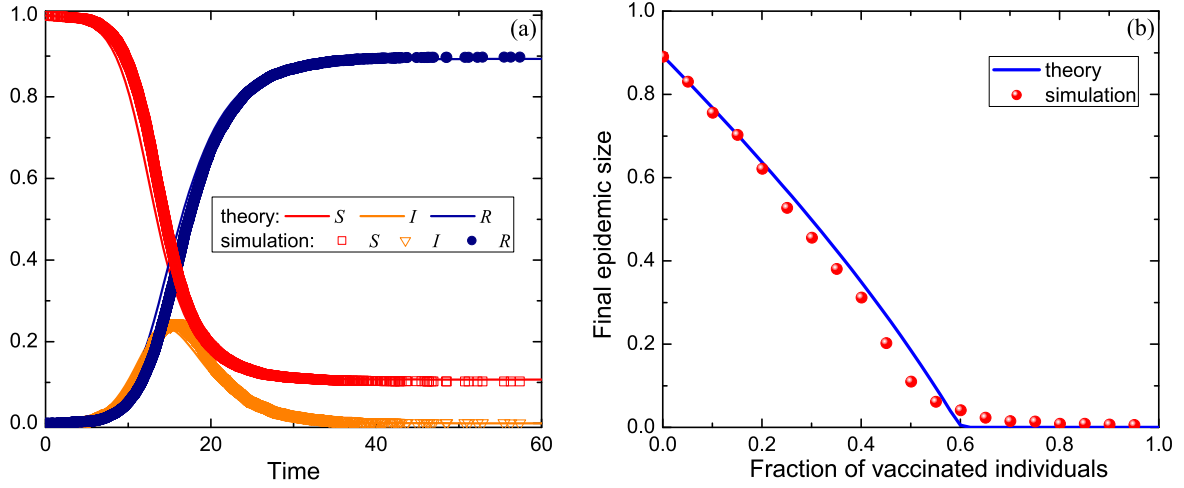 (a)
1.0
0.8
0.6
0.4
0.2
0.0
theory: S I R
simulation: S I R
0 20 40 60
Time
(b)
1.0
0.8
0.6
0.4
0.2
0.0
Final epidemic size
theory
simulation
0.0 0.2 0.4 0.6 0.8 1.0
Fraction of vaccinated individuals